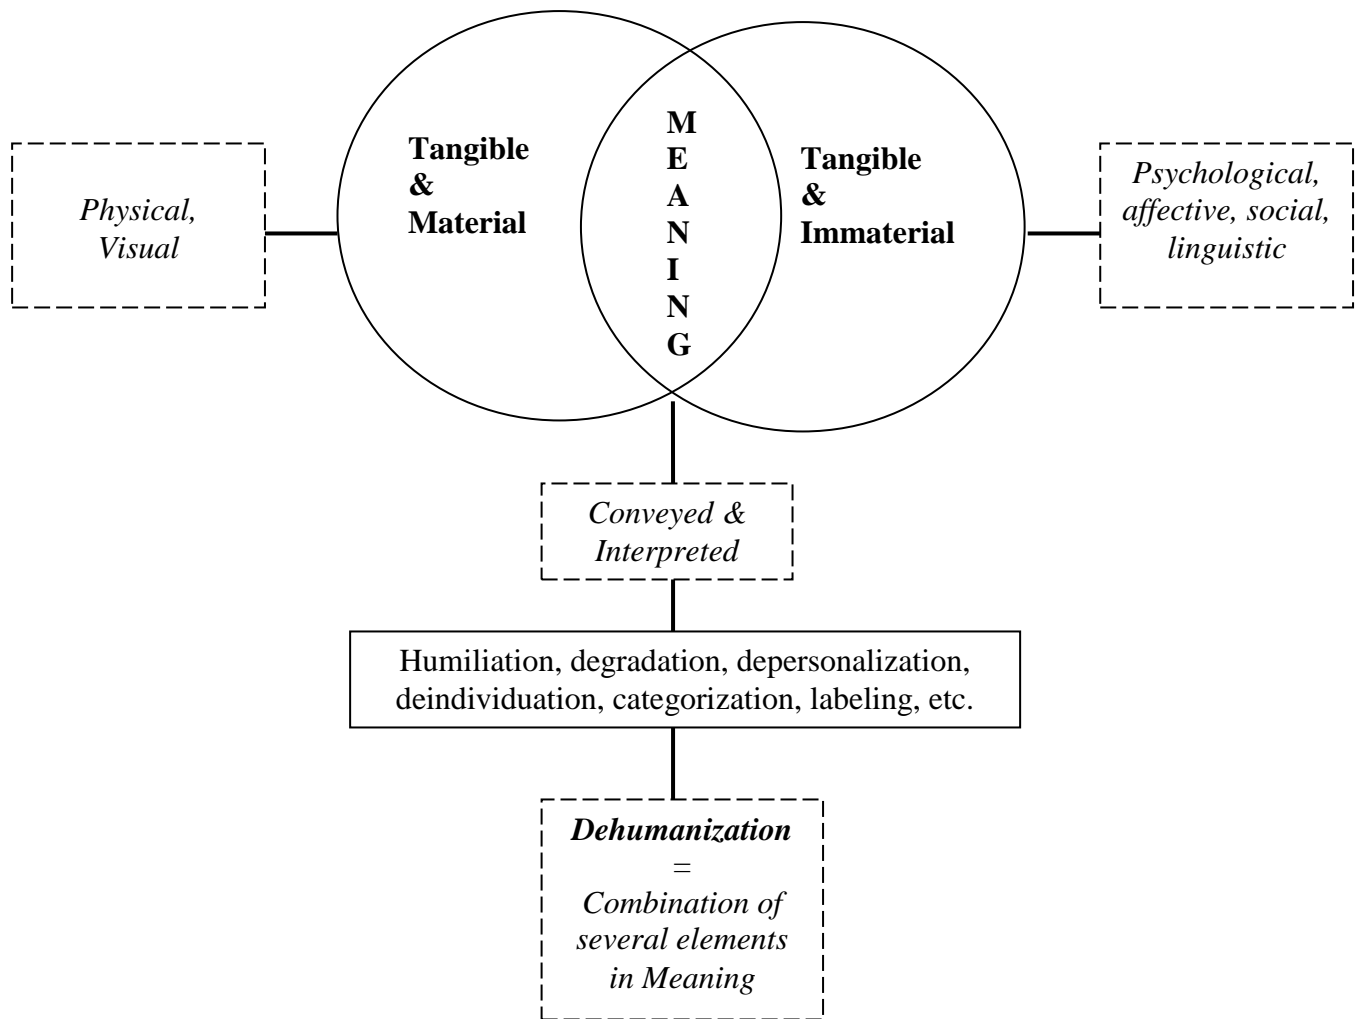 Physical,
Visual
Tangible
&
Material
M
E
A
N
I
N
G
Tangible
&
Immaterial
Psychological,
affective, social,
linguistic
Conveyed &
Interpreted
Humiliation, degradation, depersonalization,
deindividuation, categorization, labeling, etc.
Dehumanization
=
Combination of
several elements
in Meaning